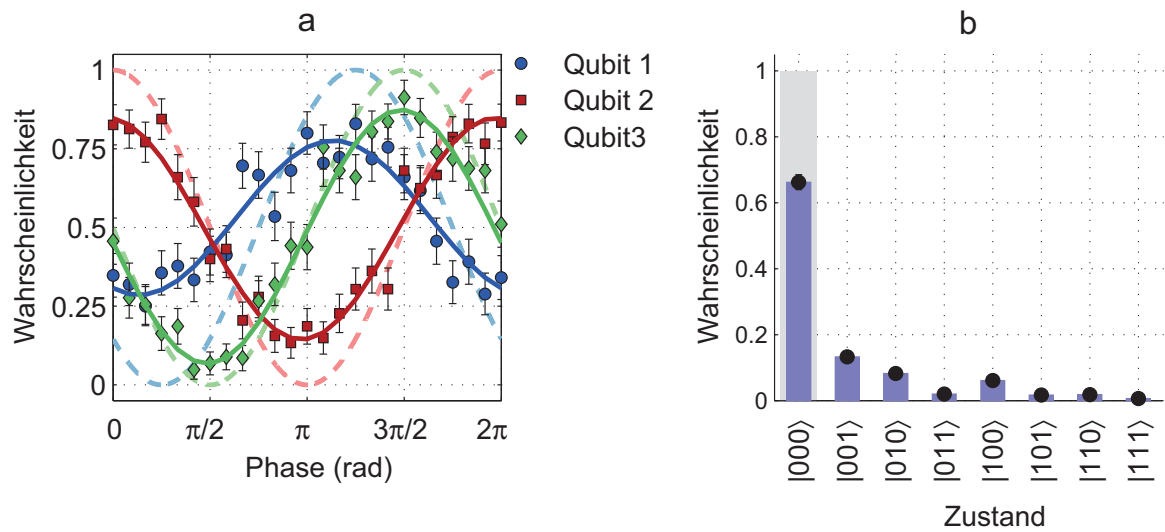 a
1
0.75
0.5
0.25
0
Wahrscheinlichkeit
0
π/2
π
3π/2
2π
Phase (rad)
Qubit 1
Qubit 2
Qubit3
b
1
0.8
0.6
0.4
0.2
0
Wahrscheinlichkeit
|000⟩
|001⟩
|010⟩
|011⟩
|100⟩
|101⟩
|110⟩
|111⟩
Zustand